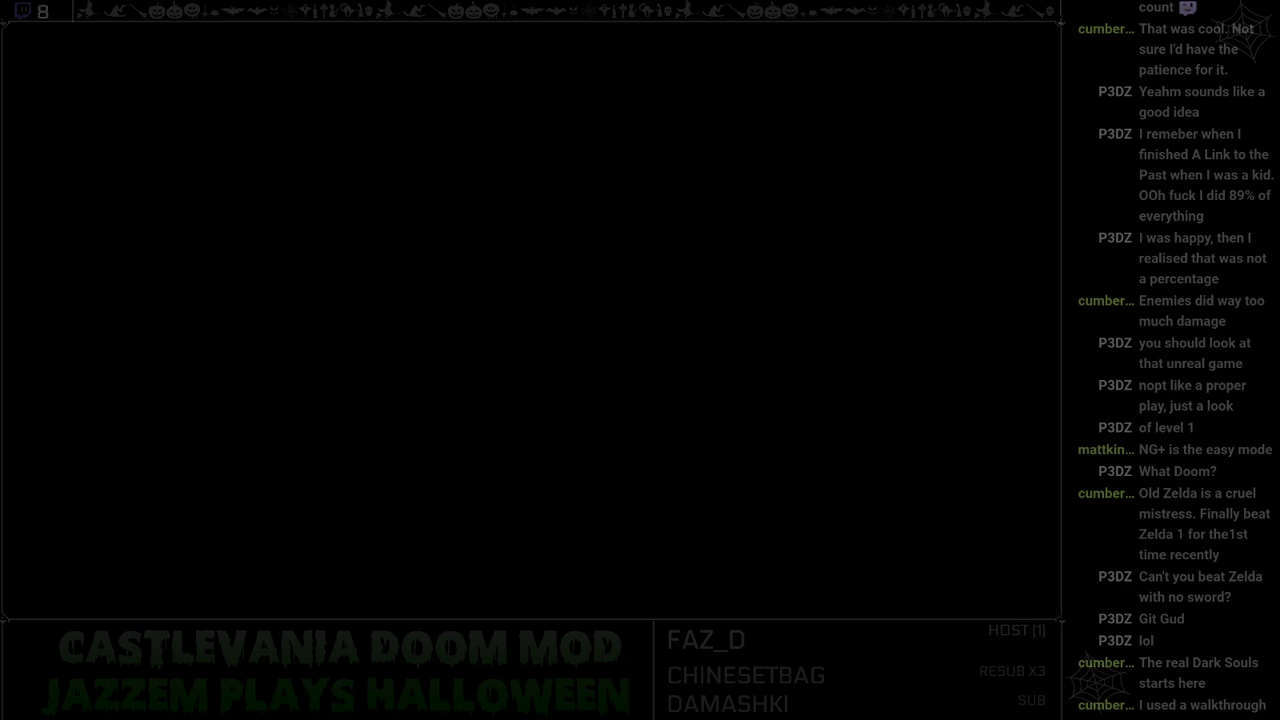 8
count
cumber… That was cool. Not
sure I'd have the
patience for it.
P3DZ Yeahm sounds like a
good idea
P3DZ I remeber when I
finished A Link to the
Past when I was a kid.
OOh fuck I did 89% of
everything
P3DZ I was happy, then I
realised that was not
a percentage
cumber… Enemies did way too
much damage
P3DZ you should look at
that unreal game
P3DZ nopt like a proper
play, just a look
P3DZ of level 1
mattkin… NG+ is the easy mode
P3DZ What Doom?
cumber… Old Zelda is a cruel
mistress. Finally beat
Zelda 1 for the1st
time recently
P3DZ Can't you beat Zelda
with no sword?
P3DZ Git Gud
P3DZ lol
cumber… The real Dark Souls
starts here
cumber… I used a walkthrough
CASTLEVANIA DOOM MOD
JAZZEM PLAYS HALLOWEEN
FAZ_D HOST (1)
CHINESETBAG RESUB X3
DAMASHKI SUB